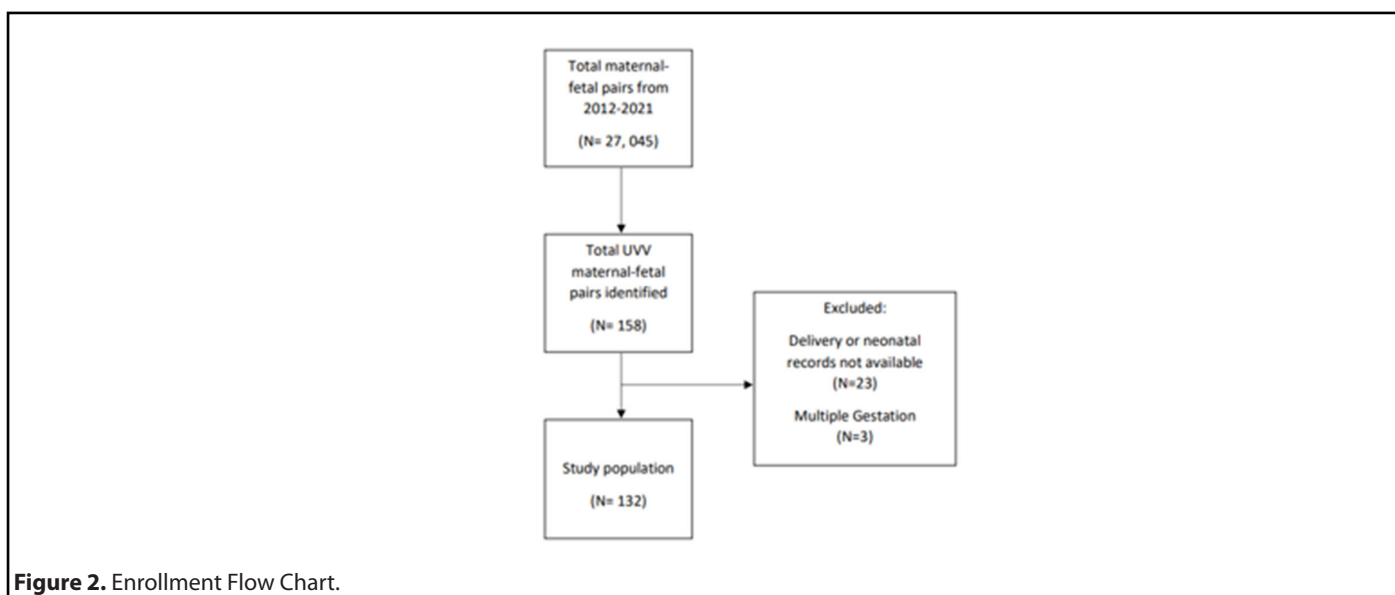 Total maternal-
fetal pairs from
2012-2021
(N= 27, 045)
Total UVV
maternal-fetal
pairs identified
(N= 158)
Excluded:
Delivery or neonatal
records not available
(N=23)
Multiple Gestation
(N=3)
Study population
(N= 132)
Figure 2. Enrollment Flow Chart.